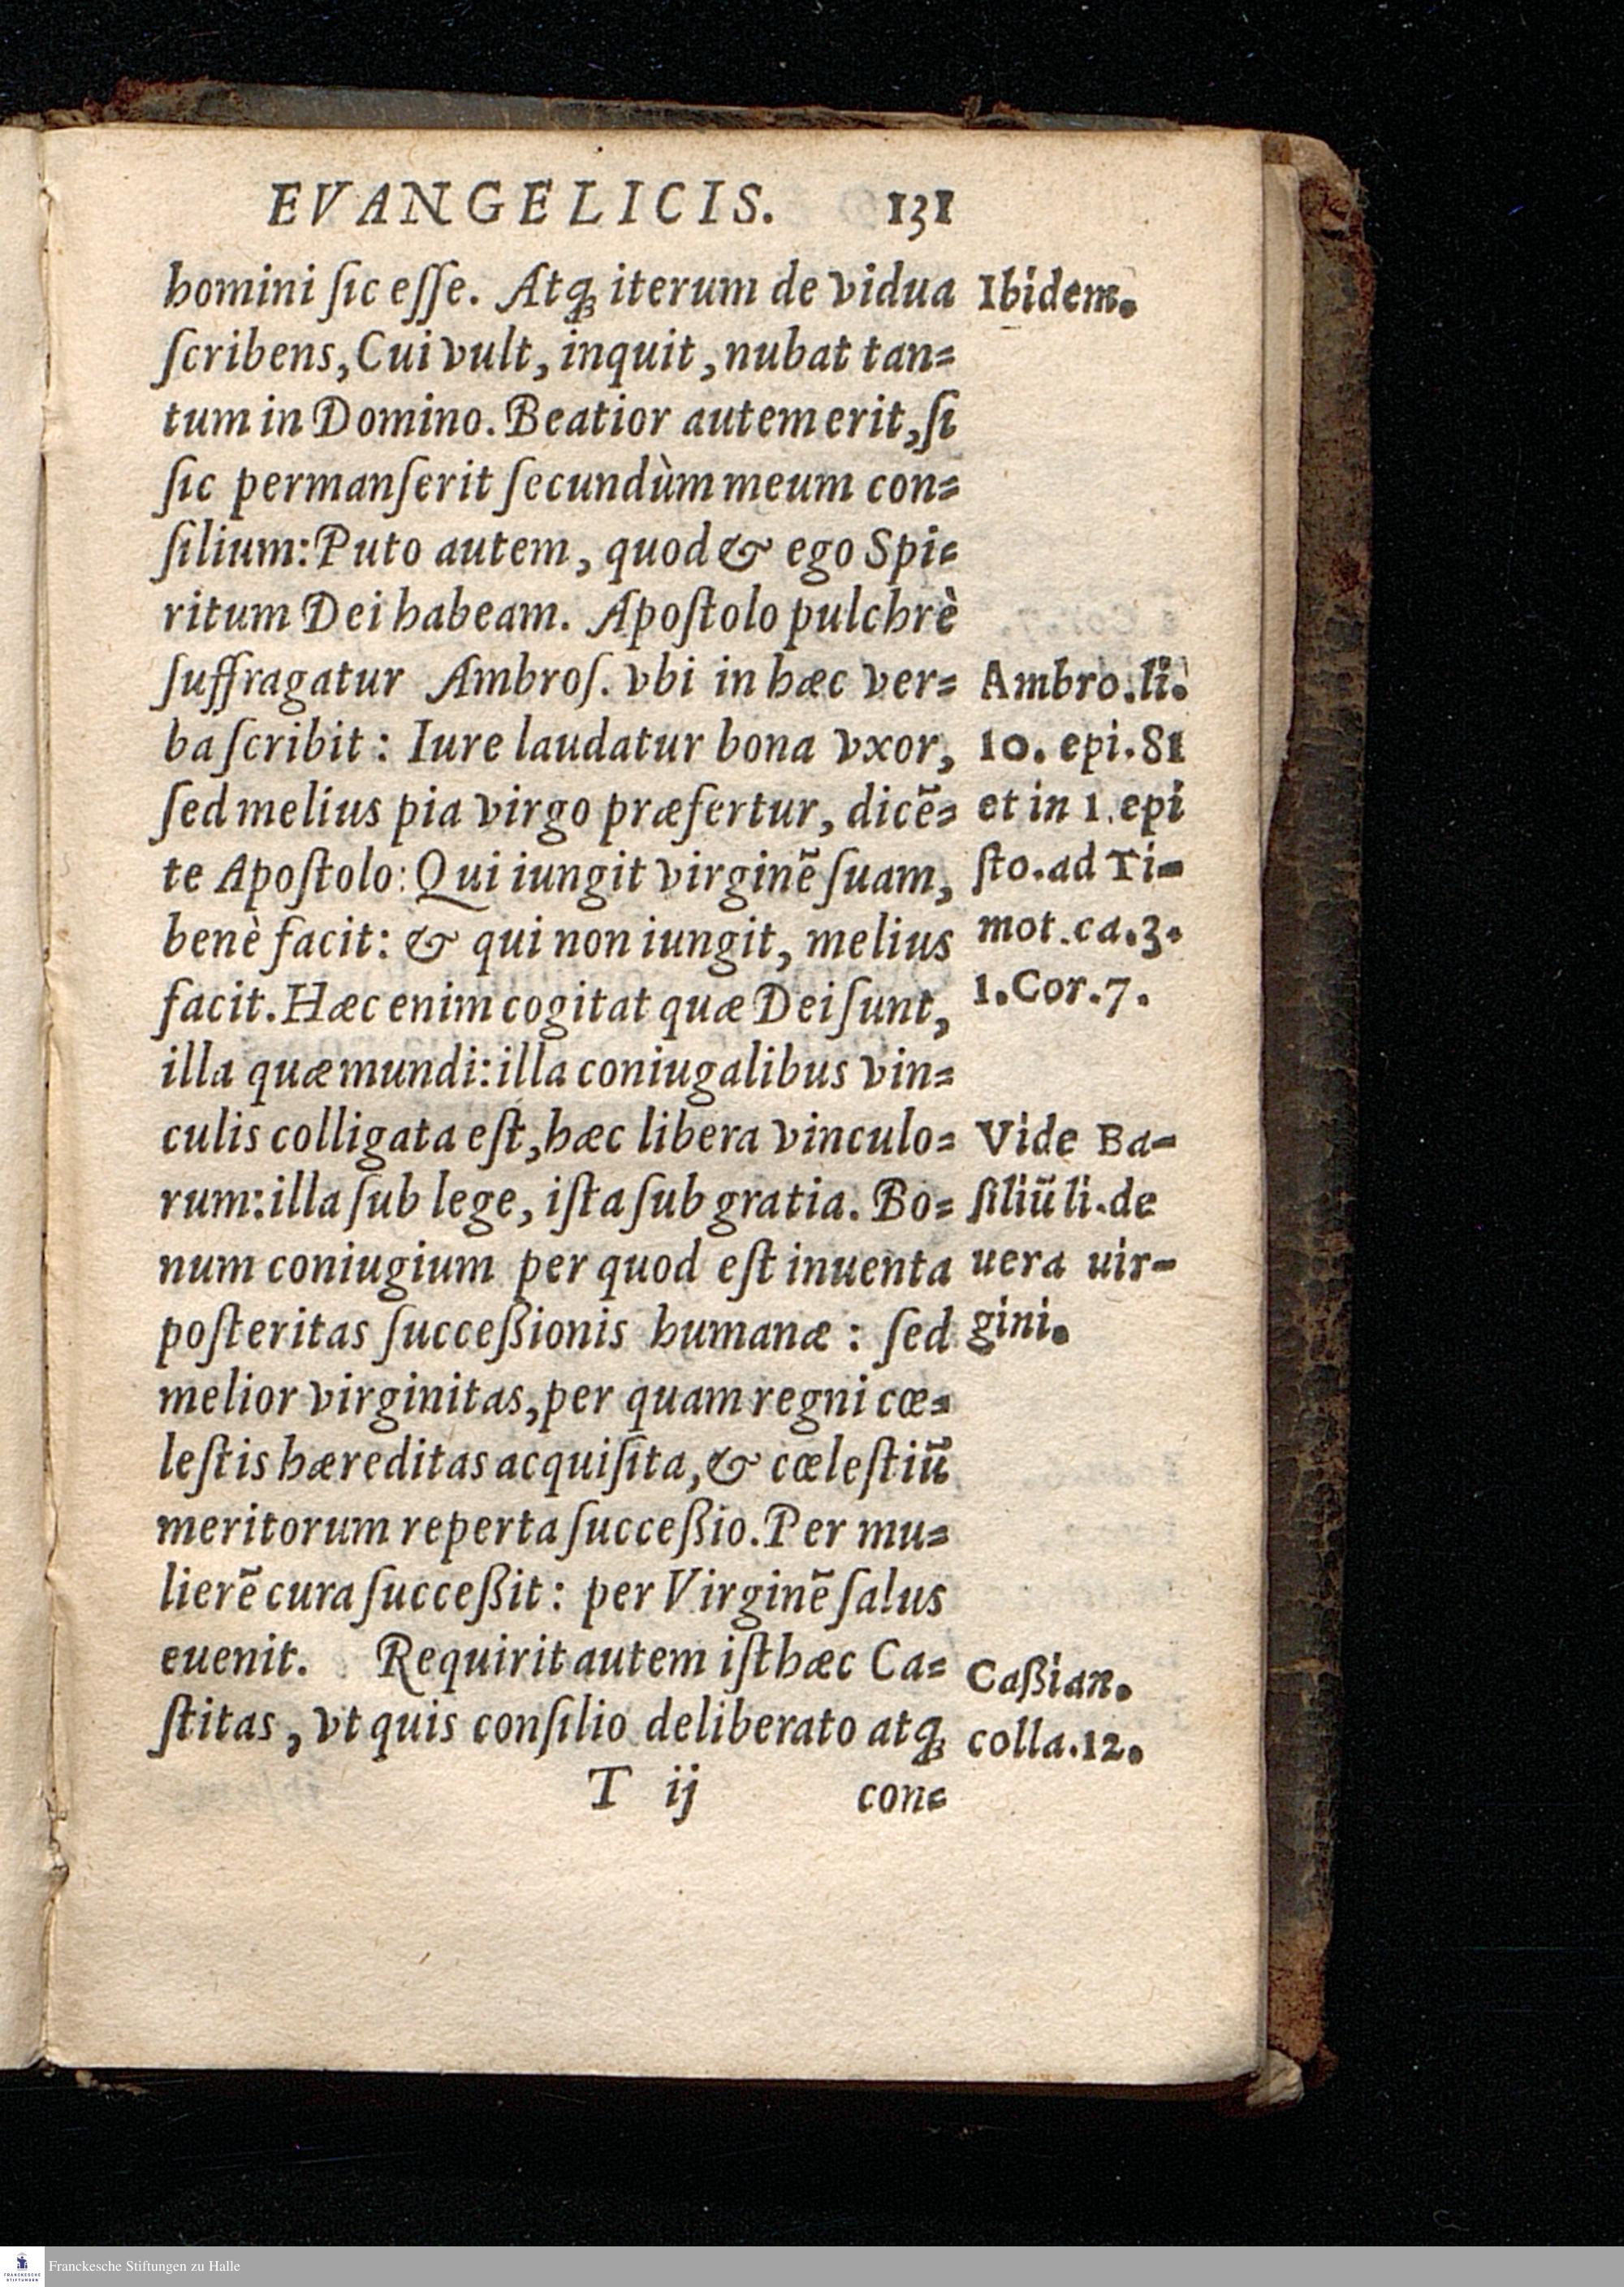 EVANGELICIS. 131
homini ſic eſſe. Atq́; iterum de vidua
ſcribens, Cui vult, inquit, nubat tan=
tum in Domino. Beatior autem erit, ſi
ſic permanſerit ſecundùm meum con=
ſilium: Puto autem, quod & ego Spi=
ritum Dei habeam. Apoſtolo pulchrè
ſuffragatur Ambroſ. vbi in hæc ver=
ba ſcribit: Iure laudatur bona vxor,
ſed melius pia virgo præfertur, dicẽ=
te Apoſtolo: Qui iungit virginẽ ſuam,
benè facit: & qui non iungit, melius
facit. Hæc enim cogitat quæ Dei ſunt,
illa quæ mundi: illa coniugalibus vin=
culis colligata eſt, hæc libera vinculo=
rum: illa ſub lege, iſta ſub gratia. Bo=
num coniugium per quod eſt inuenta
poſteritas ſucceßionis humanæ: ſed
melior virginitas, per quam regni cœ=
leſtis hæreditas acquiſita, & cœleſtiũ
meritorum reperta ſucceßio. Per mu=
lierẽ cura ſucceßit: per Virginẽ ſalus
euenit. Requirit autem iſthæc Ca=
ſtitas, vt quis conſilio deliberato atq;
T ij con=
Ibidem.
Ambro. li.
10. epi. 81
et in 1. epi
ſto. ad Ti-
mot. ca. 3.
1. Cor. 7.
Vide Ba-
ſiliũ li. de
uera uir-
gini.
Caßian.
colla. 12.
Franckesche Stiftungen zu Halle
FRANCKESCHE
STIFTUNGEN